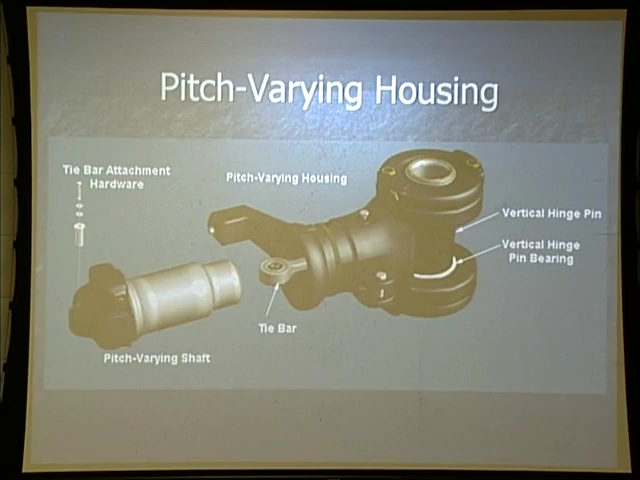 Pitch-Varying Housing
Tie Bar Attachment
Hardware
Pitch-Varying Housing
Vertical Hinge Pin
Vertical Hinge
Pin Bearing
Tie Bar
Pitch-Varying Shaft